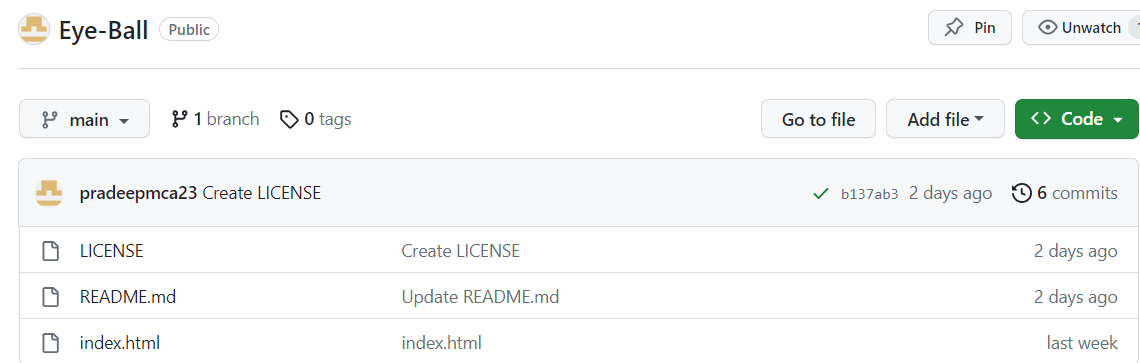 Eye-Ball Public Pin Unwatch
main 1 branch 0 tags Go to file Add file Code
pradeepmca23 Create LICENSE b137ab3 2 days ago 6 commits
LICENSE Create LICENSE 2 days ago
README.md Update README.md 2 days ago
index.html index.html last week